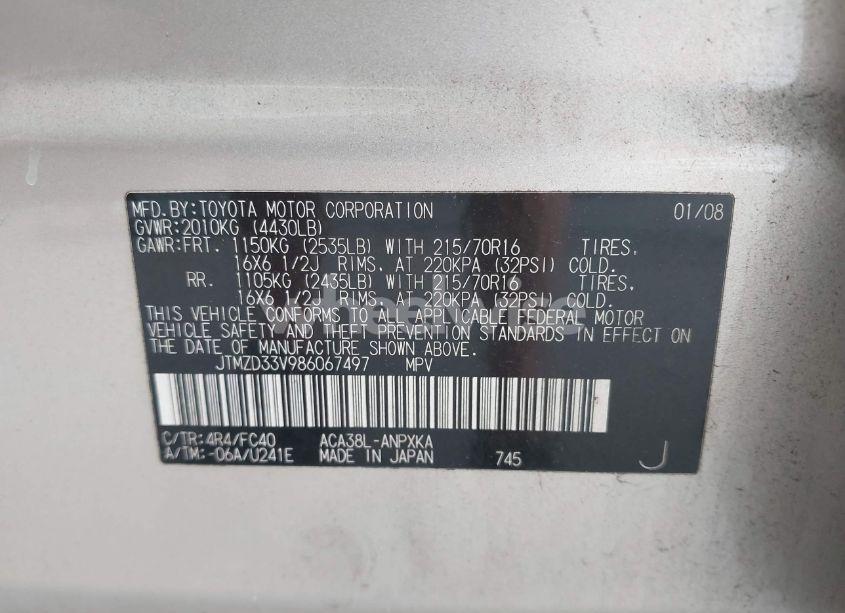 MFD.BY:TOYOTA MOTOR CORPORATION 01/08
GVWR:2010KG (4430LB)
GAWR:FRT. 1150KG (2535LB) WITH 215/70R16 TIRES,
16X6 1/2J RIMS, AT 220KPA (32PSI) COLD.
RR. 1105KG (2435LB) WITH 215/70R16 TIRES,
16X6 1/2J RIMS, AT 220KPA (32PSI) COLD.
THIS VEHICLE CONFORMS TO ALL APPLICABLE FEDERAL MOTOR
VEHICLE SAFETY AND THEFT PREVENTION STANDARDS IN EFFECT ON
THE DATE OF MANUFACTURE SHOWN ABOVE.
JTMZD33V986067497 MPV
C/TR:4R4/FC40 ACA38L-ANPXKA
A/TM:-06A/U241E MADE IN JAPAN 745 J
wheelwire